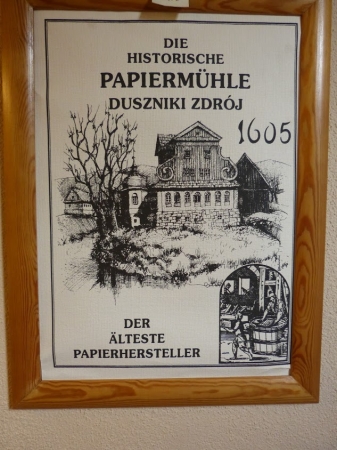 DIE
HISTORISCHE
PAPIERMÜHLE
DUSZNIKI ZDRÓJ
1605
DER
ÄLTESTE
PAPIERHERSTELLER